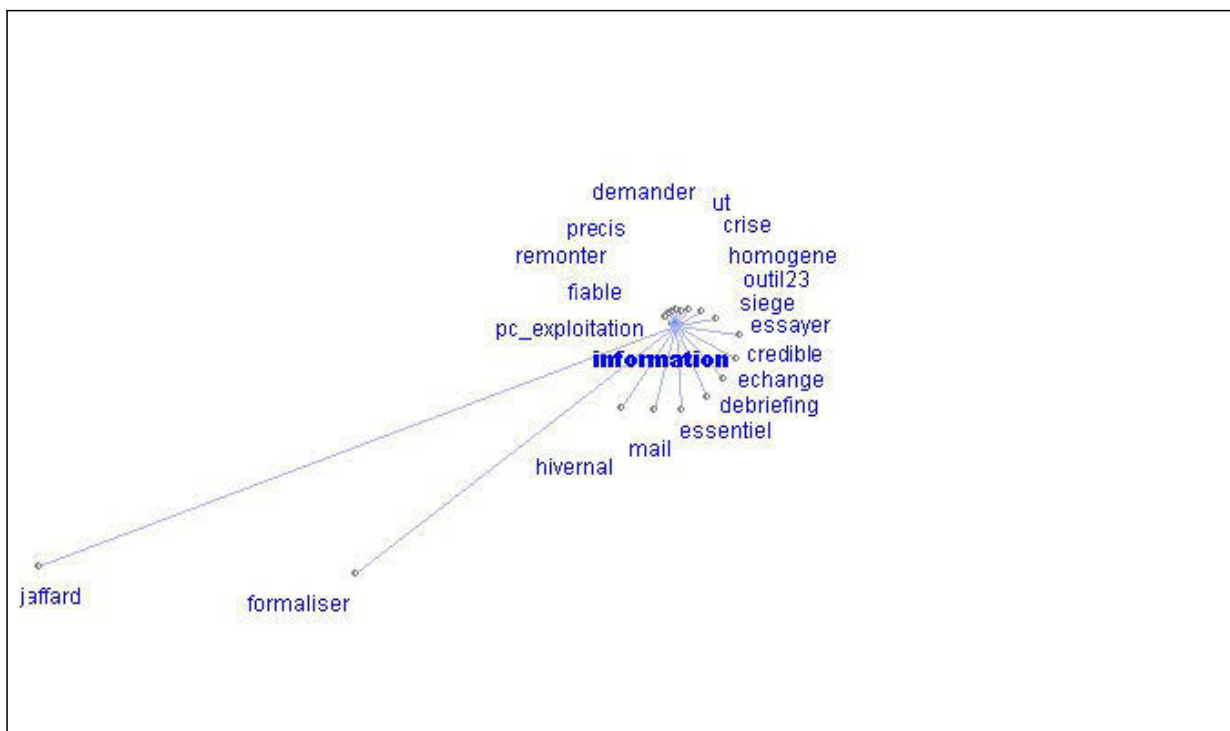 demander
ut
crise
precis
remonter
homogene
outil23
fiable
siege
pc_exploitation
essayer
information
credible
echange
debriefing
essentiel
mail
hivernal
jaffard
formaliser